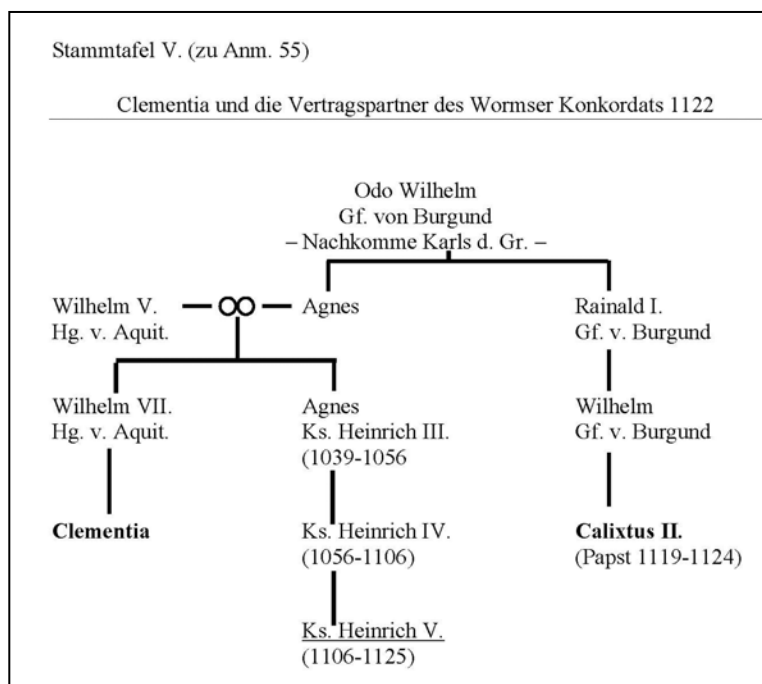 Stammtafel V. (zu Anm. 55)
Clementia und die Vertragspartner des Wormser Konkordats 1122
Odo Wilhelm
Gf. von Burgund
– Nachkomme Karls d. Gr. –
Wilhelm V.
Hg. v. Aquit.
Agnes
Rainald I.
Gf. v. Burgund
Wilhelm VII.
Hg. v. Aquit.
Agnes
Ks. Heinrich III.
(1039-1056
Wilhelm
Gf. v. Burgund
Clementia
Ks. Heinrich IV.
(1056-1106)
Calixtus II.
(Papst 1119-1124)
Ks. Heinrich V.
(1106-1125)